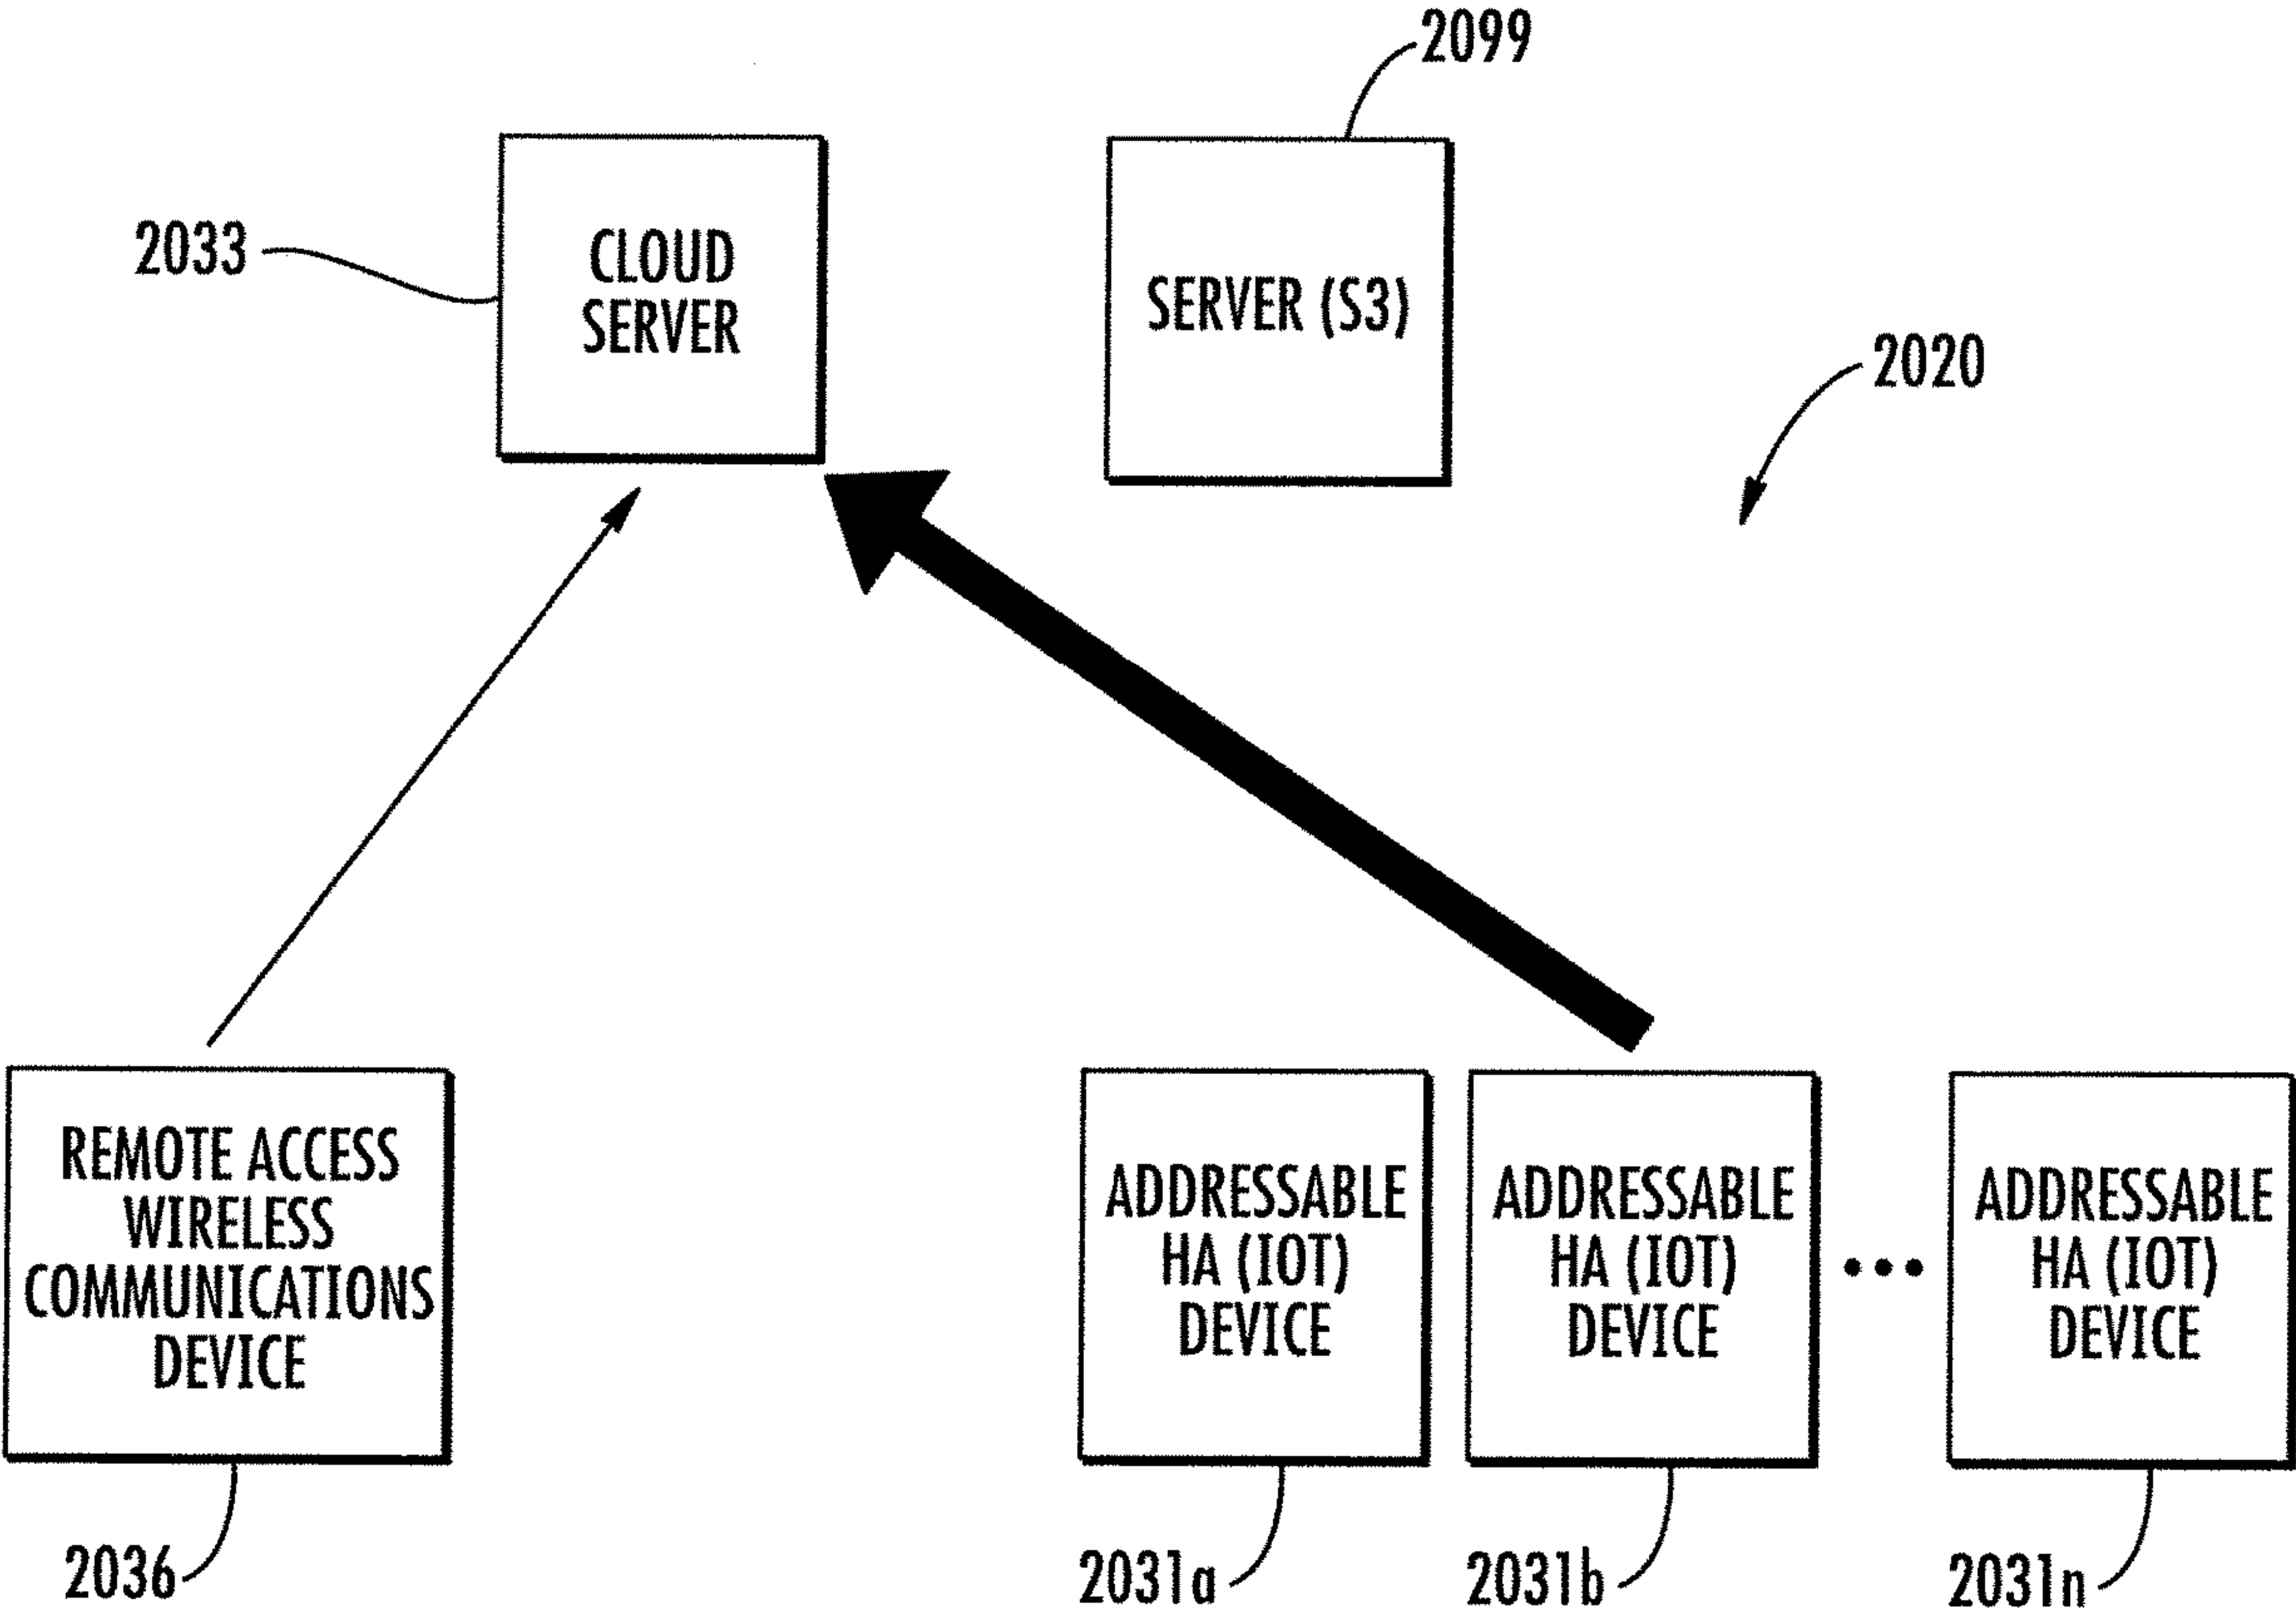 2099
2033
CLOUD
SERVER
SERVER (S3)
2020
REMOTE ACCESS
WIRELESS
COMMUNICATIONS
DEVICE
ADDRESSABLE
HA (IOT)
DEVICE
ADDRESSABLE
HA (IOT)
DEVICE
•••
ADDRESSABLE
HA (IOT)
DEVICE
2036
2031a
2031b
2031n